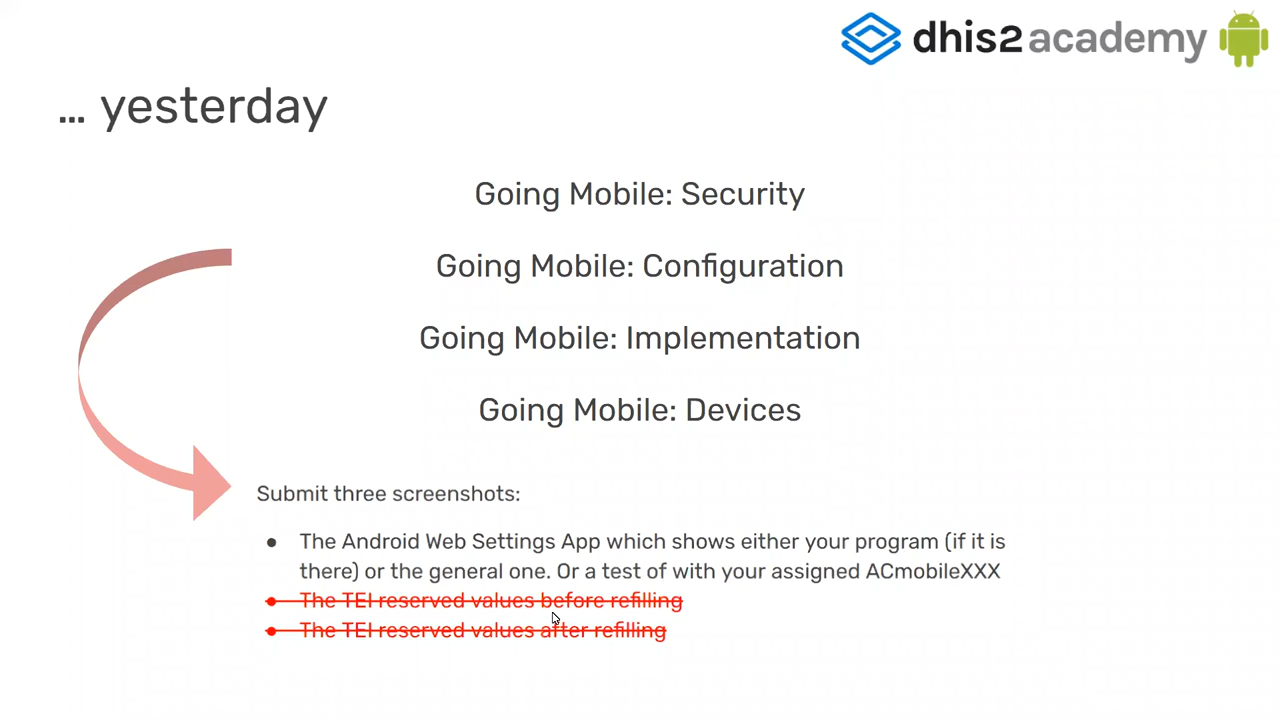 dhis2 academy
… yesterday
Going Mobile: Security
Going Mobile: Configuration
Going Mobile: Implementation
Going Mobile: Devices
Submit three screenshots:
● The Android Web Settings App which shows either your program (if it is
there) or the general one. Or a test of with your assigned ACmobileXXX
● The TEI reserved values before refilling
● The TEI reserved values after refilling